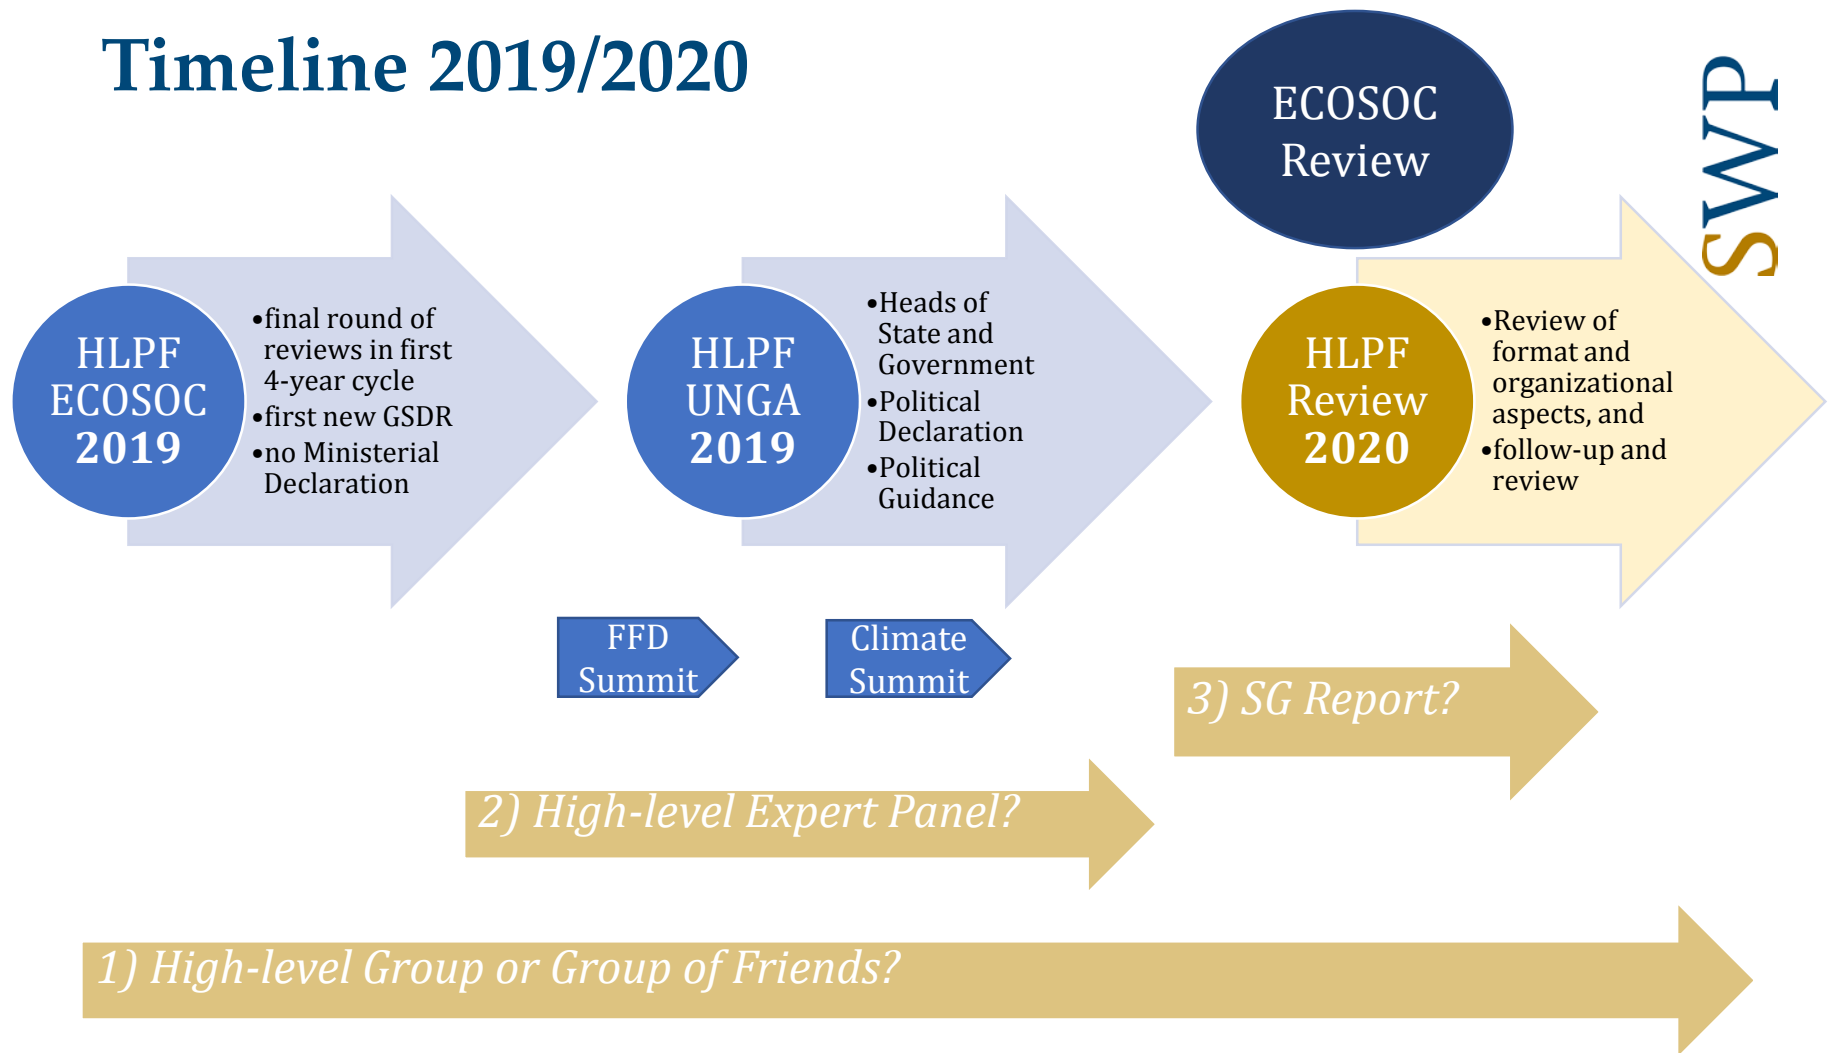 Timeline 2019/2020
ECOSOC
Review
SWP
HLPF
ECOSOC
2019
•final round of
reviews in first
4-year cycle
•first new GSDR
•no Ministerial
Declaration
HLPF
UNGA
2019
•Heads of
State and
Government
•Political
Declaration
•Political
Guidance
HLPF
Review
2020
•Review of
format and
organizational
aspects, and
•follow-up and
review
FFD
Summit
Climate
Summit
3) SG Report?
2) High-level Expert Panel?
1) High-level Group or Group of Friends?